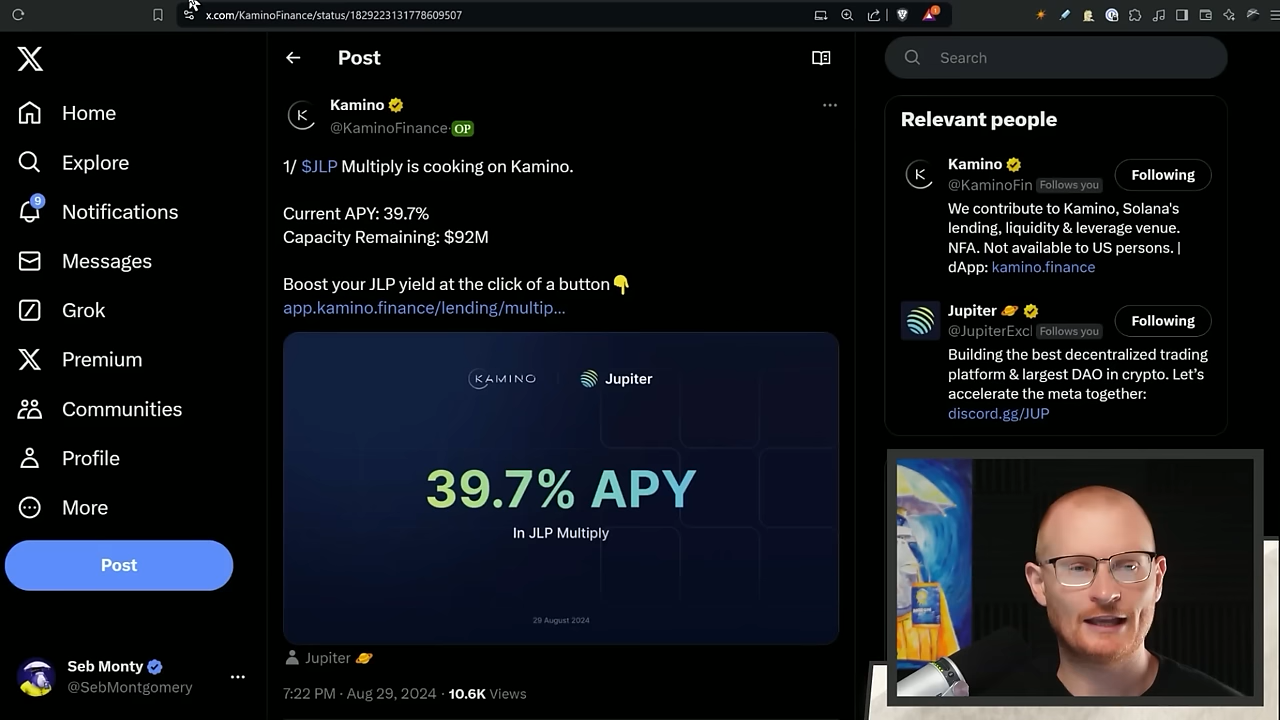 x.com/KaminoFinance/status/1829223131778609507
Home
Explore
9
Notifications
Messages
Grok
Premium
Communities
Profile
More
Post
Seb Monty
@SebMontgomery
Post
Kamino
@KaminoFinance OP
1/ $JLP Multiply is cooking on Kamino.
Current APY: 39.7%
Capacity Remaining: $92M
Boost your JLP yield at the click of a button👇
app.kamino.finance/lending/multip...
KAMINO
Jupiter
39.7% APY
In JLP Multiply
29 August 2024
Jupiter 🪐
7:22 PM · Aug 29, 2024 · 10.6K Views
Search
Relevant people
Kamino
@KaminoFin Follows you
Following
We contribute to Kamino, Solana's
lending, liquidity & leverage venue.
NFA. Not available to US persons. |
dApp: kamino.finance
Jupiter 🪐
@JupiterExcl Follows you
Following
Building the best decentralized trading
platform & largest DAO in crypto. Let's
accelerate the meta together:
discord.gg/JUP